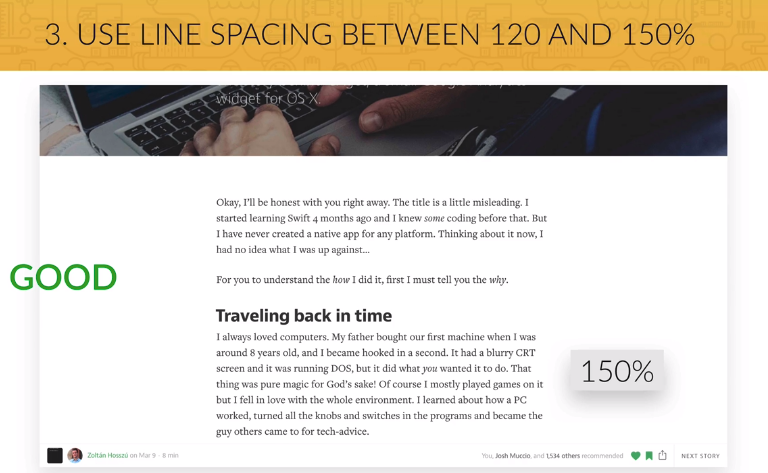 3. USE LINE SPACING BETWEEN 120 AND 150%
widget for OS X.
Okay, I'll be honest with you right away. The title is a little misleading. I
started learning Swift 4 months ago and I knew some coding before that. But
I have never created a native app for any platform. Thinking about it now, I
had no idea what I was up against...
GOOD
For you to understand the how I did it, first I must tell you the why.
Traveling back in time
I always loved computers. My father bought our first machine when I was
around 8 years old, and I became hooked in a second. It had a blurry CRT
screen and it was running DOS, but it did what you wanted it to do. That
thing was pure magic for God's sake! Of course I mostly played games on it
but I fell in love with the whole environment. I learned about how a PC
worked, turned all the knobs and switches in the programs and became the
guy others came to for tech-advice.
150%
Zoltán Hosszú on Mar 9 · 8 min
You, Josh Muccio, and 1,534 others recommended
NEXT STORY